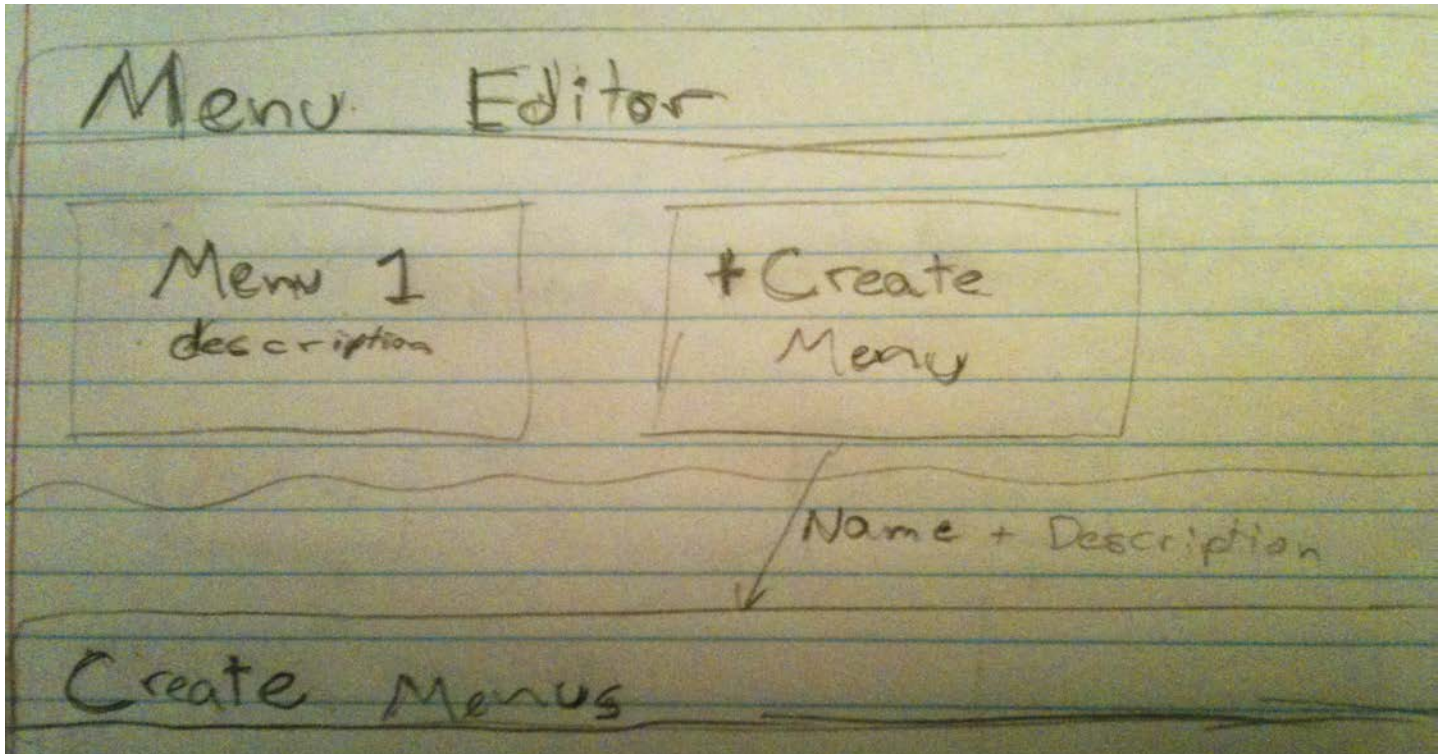 Menu Editor
Menu 1
description
+Create
Menu
Name + Description
Create Menus